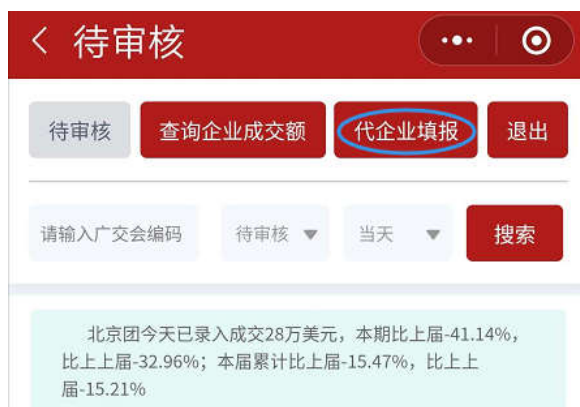 待审核
待审核 查询企业成交额 代企业填报 退出
请输入广交会编码 待审核 当天 搜索
北京团今天已录入成交28万美元，本期比上届-41.14%，
比上上届-32.96%；本届累计比上届-15.47%，比上上
届-15.21%